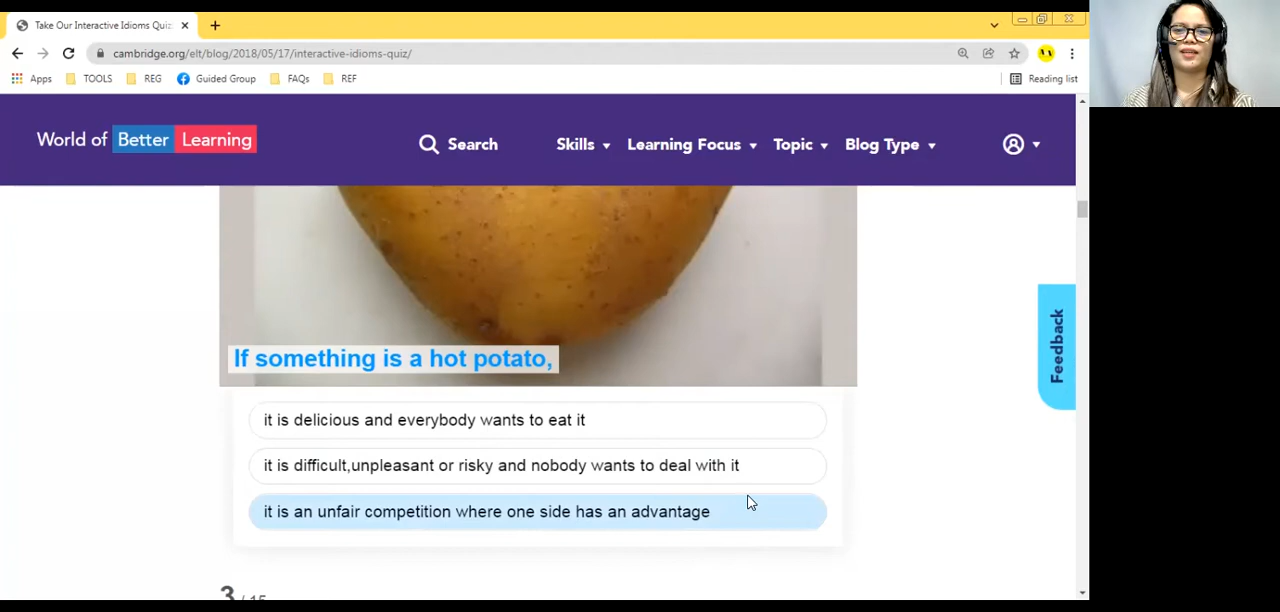 Take Our Interactive Idioms Quiz
cambridge.org/elt/blog/2018/05/17/interactive-idioms-quiz/
Apps TOOLS REG Guided Group FAQs REF Reading list
World of Better Learning Search Skills Learning Focus Topic Blog Type
Feedback
If something is a hot potato,
it is delicious and everybody wants to eat it
it is difficult,unpleasant or risky and nobody wants to deal with it
it is an unfair competition where one side has an advantage
3 / 15